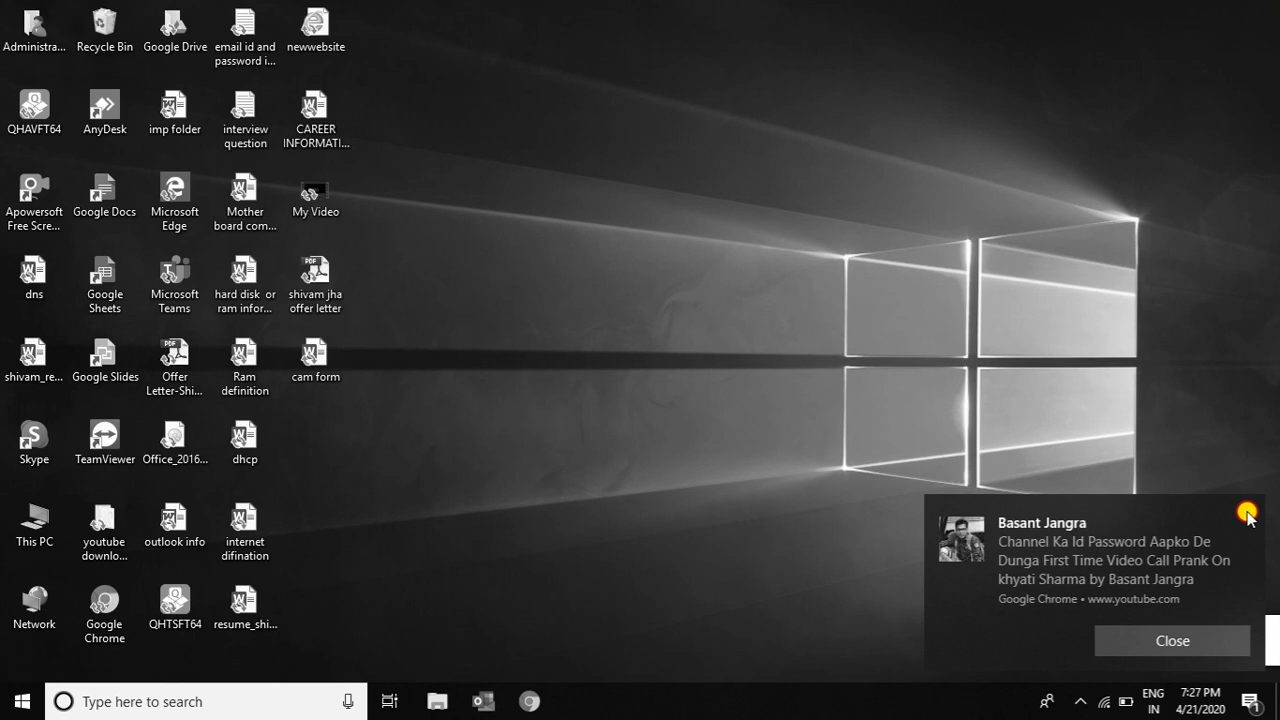 Administra...
Recycle Bin
Google Drive
email id and
password i...
newwebsite
QHAVFT64
AnyDesk
imp folder
interview
question
CAREER
INFORMATI...
Apowersoft
Free Scre...
Google Docs
Microsoft
Edge
Mother
board com...
My Video
dns
Google
Sheets
Microsoft
Teams
hard disk or
ram infor...
shivam jha
offer letter
shivam_re...
Google Slides
Offer
Letter-Shi...
Ram
definition
cam form
Skype
TeamViewer
Office_2016...
dhcp
This PC
youtube
downlo...
outlook info
internet
difination
Network
Google
Chrome
QHTSFT64
resume_shi...
Basant Jangra
Channel Ka Id Password Aapko De
Dunga First Time Video Call Prank On
khyati Sharma by Basant Jangra
Google Chrome • www.youtube.com
Close
Type here to search
ENG
IN
7:27 PM
4/21/2020
1